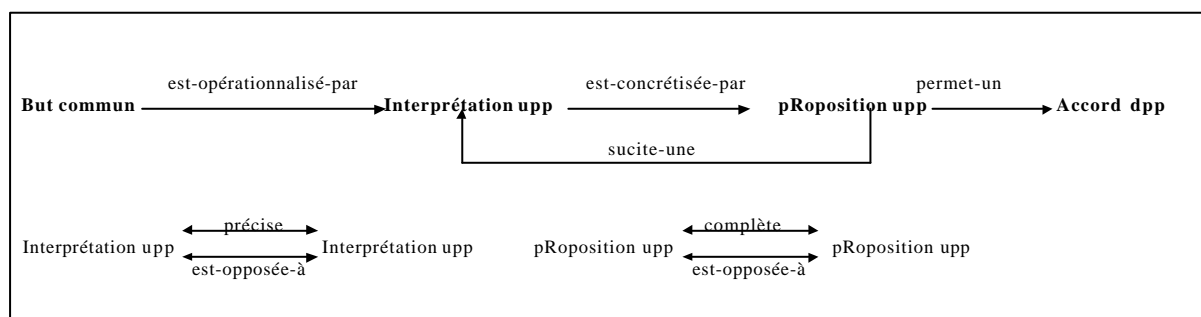 est-opérationnalisé-par est-concrétisée-par permet-un
But commun Interprétation upp pRoposition upp Accord dpp
sucite-une
précise complète
Interprétation upp Interprétation upp pRoposition upp pRoposition upp
est-opposée-à est-opposée-à